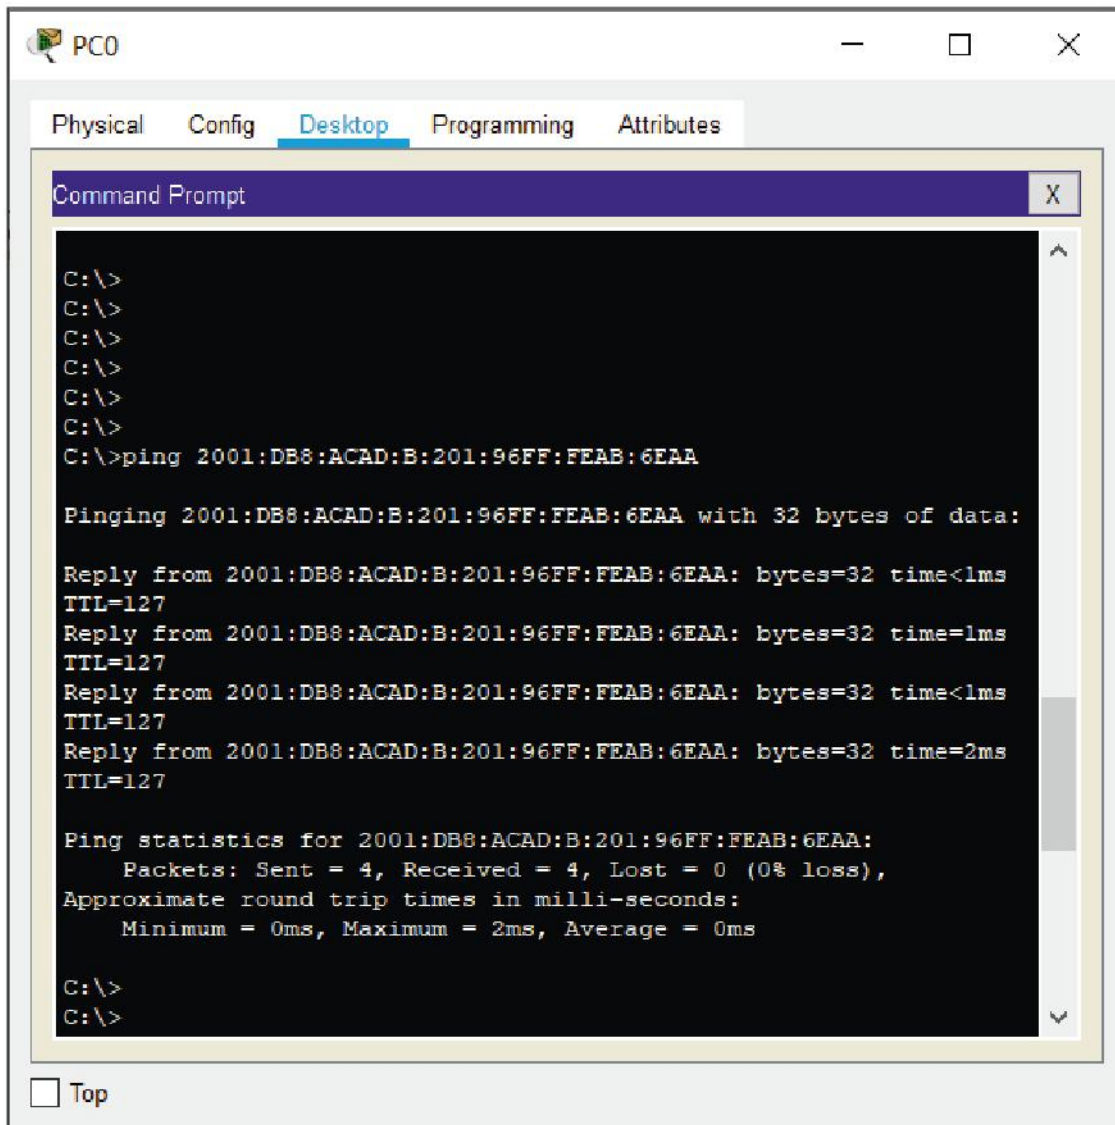 PC0
Physical Config Desktop Programming Attributes
Command Prompt
X
C:\>
C:\>
C:\>
C:\>
C:\>
C:\>
C:\>ping 2001:DB8:ACAD:B:201:96FF:FEAB:6EAA
Pinging 2001:DB8:ACAD:B:201:96FF:FEAB:6EAA with 32 bytes of data:
Reply from 2001:DB8:ACAD:B:201:96FF:FEAB:6EAA: bytes=32 time<1ms
TTL=127
Reply from 2001:DB8:ACAD:B:201:96FF:FEAB:6EAA: bytes=32 time=1ms
TTL=127
Reply from 2001:DB8:ACAD:B:201:96FF:FEAB:6EAA: bytes=32 time<1ms
TTL=127
Reply from 2001:DB8:ACAD:B:201:96FF:FEAB:6EAA: bytes=32 time=2ms
TTL=127
Ping statistics for 2001:DB8:ACAD:B:201:96FF:FEAB:6EAA:
Packets: Sent = 4, Received = 4, Lost = 0 (0% loss),
Approximate round trip times in milli-seconds:
Minimum = 0ms, Maximum = 2ms, Average = 0ms
C:\>
C:\>
Top